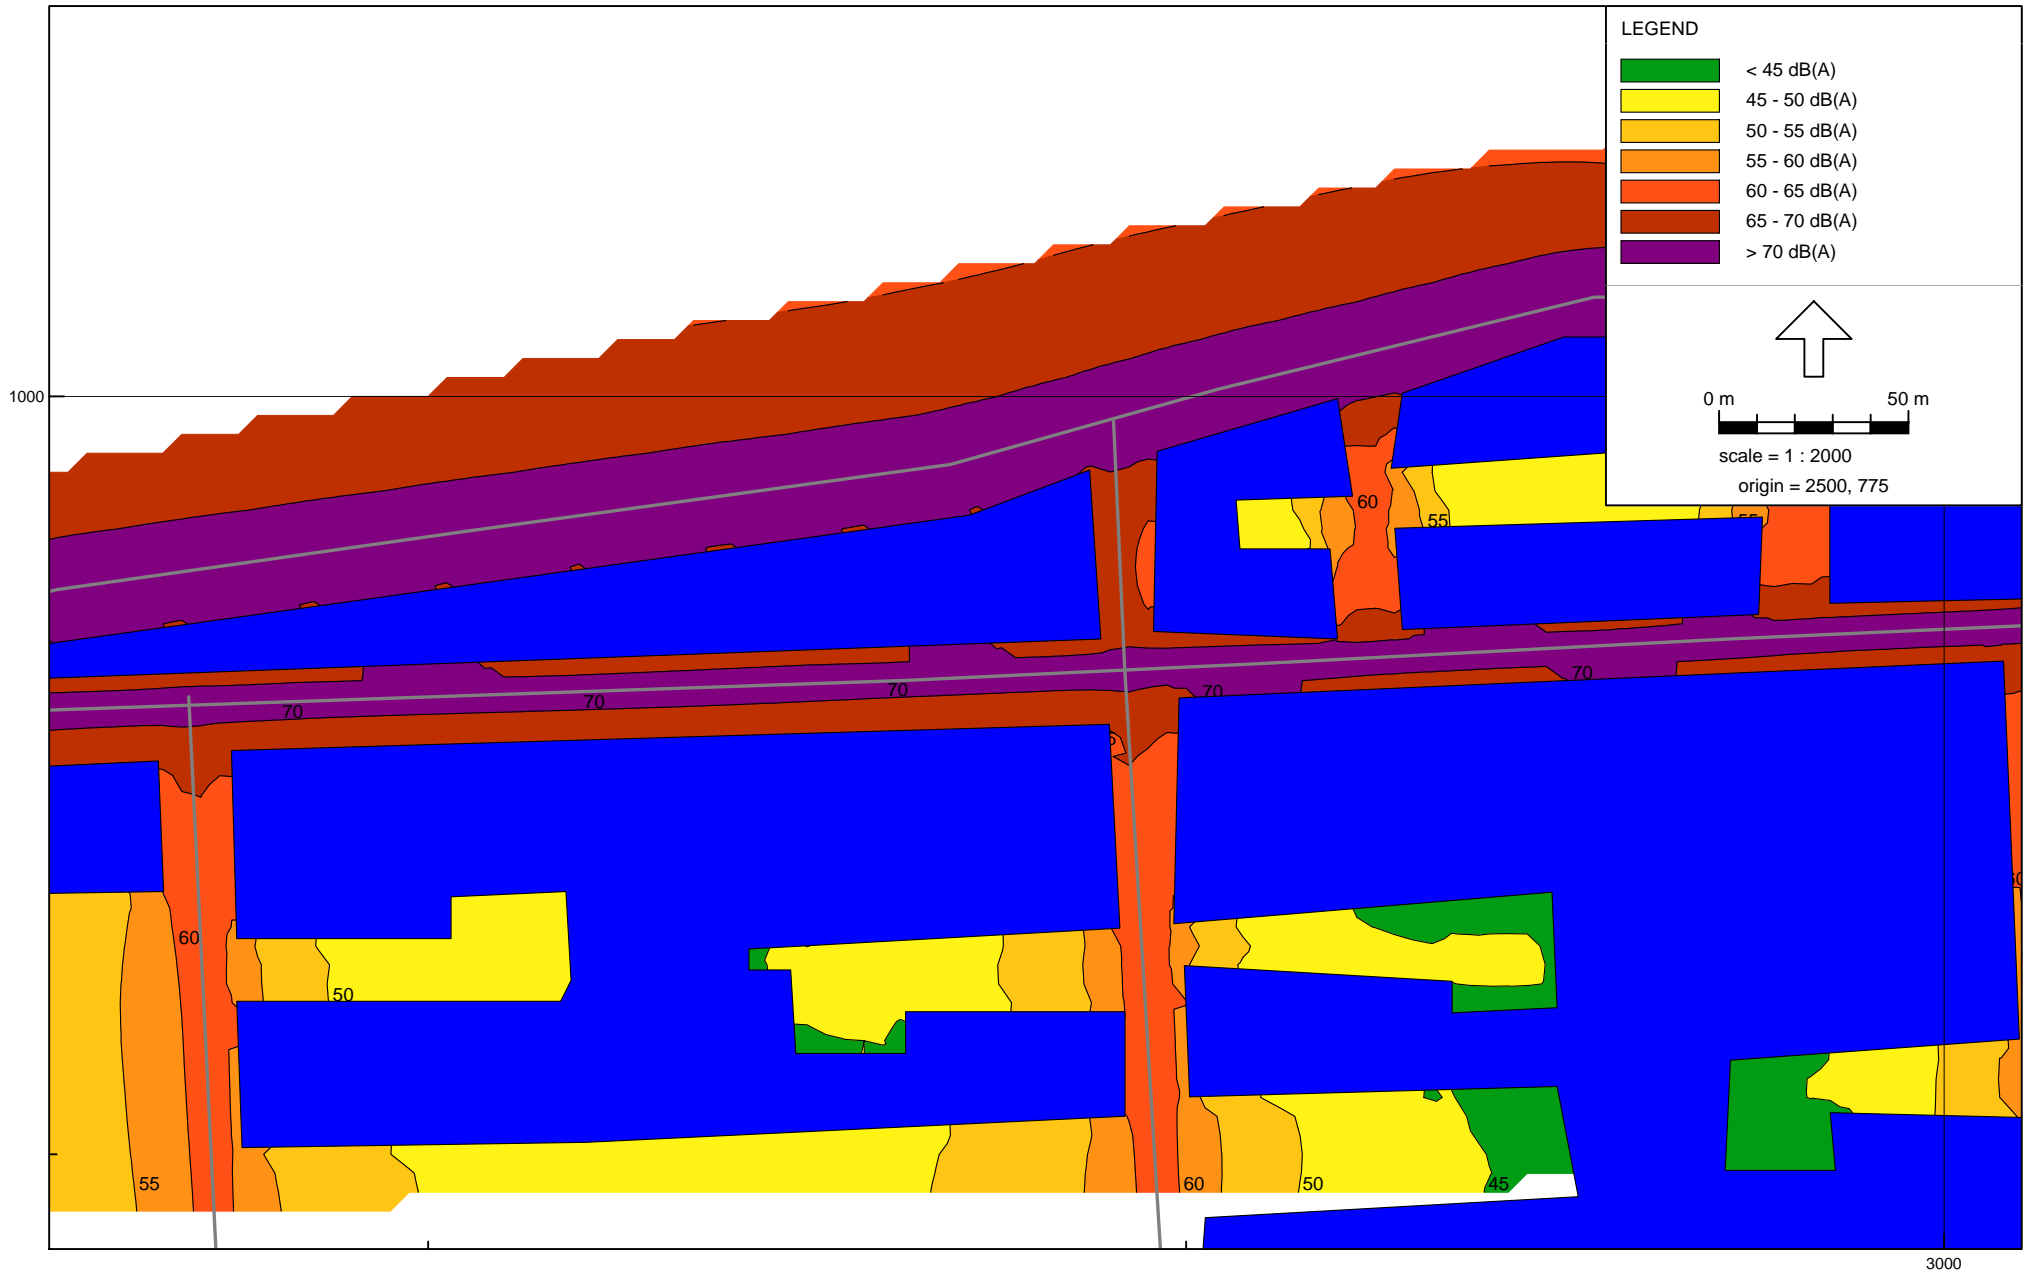 LEGEND
< 45 dB(A)
45 - 50 dB(A)
50 - 55 dB(A)
55 - 60 dB(A)
60 - 65 dB(A)
65 - 70 dB(A)
> 70 dB(A)
0 m 50 m
scale = 1 : 2000
origin = 2500, 775
1000
60
55
70
70
70
70
70
60
50
55
60
50
45
3000